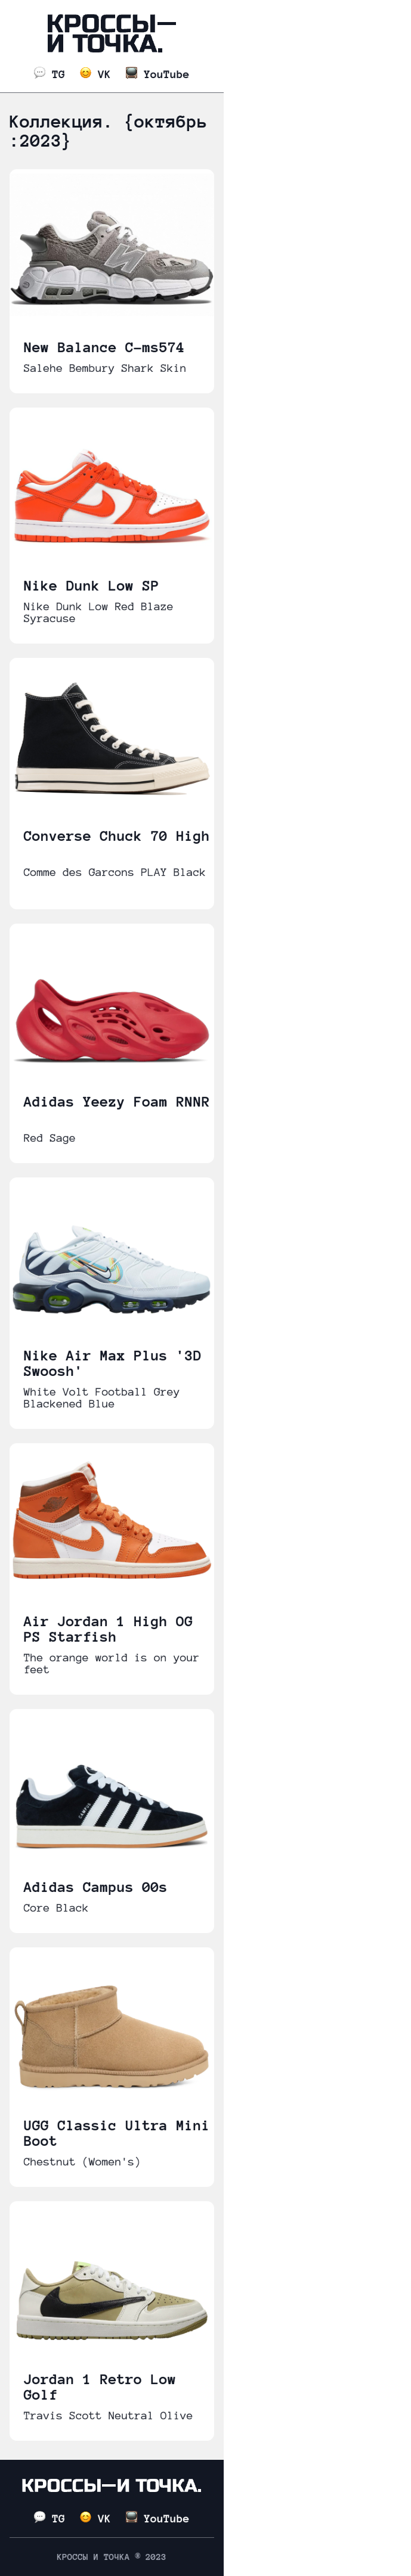 КРОССЫ—
И ТОЧКА.
💬 TG 😊 VK 📺 YouTube
Коллекция. {октябрь
:2023}
New Balance C-ms574
Salehe Bembury Shark Skin
Nike Dunk Low SP
Nike Dunk Low Red Blaze
Syracuse
Converse Chuck 70 High
Comme des Garcons PLAY Black
Adidas Yeezy Foam RNNR
Red Sage
Nike Air Max Plus '3D
Swoosh'
White Volt Football Grey
Blackened Blue
Air Jordan 1 High OG
PS Starfish
The orange world is on your
feet
Adidas Campus 00s
Core Black
UGG Classic Ultra Mini
Boot
Chestnut (Women's)
Jordan 1 Retro Low
Golf
Travis Scott Neutral Olive
КРОССЫ—И ТОЧКА.
💬 TG 😊 VK 📺 YouTube
КРОССЫ И ТОЧКА ® 2023